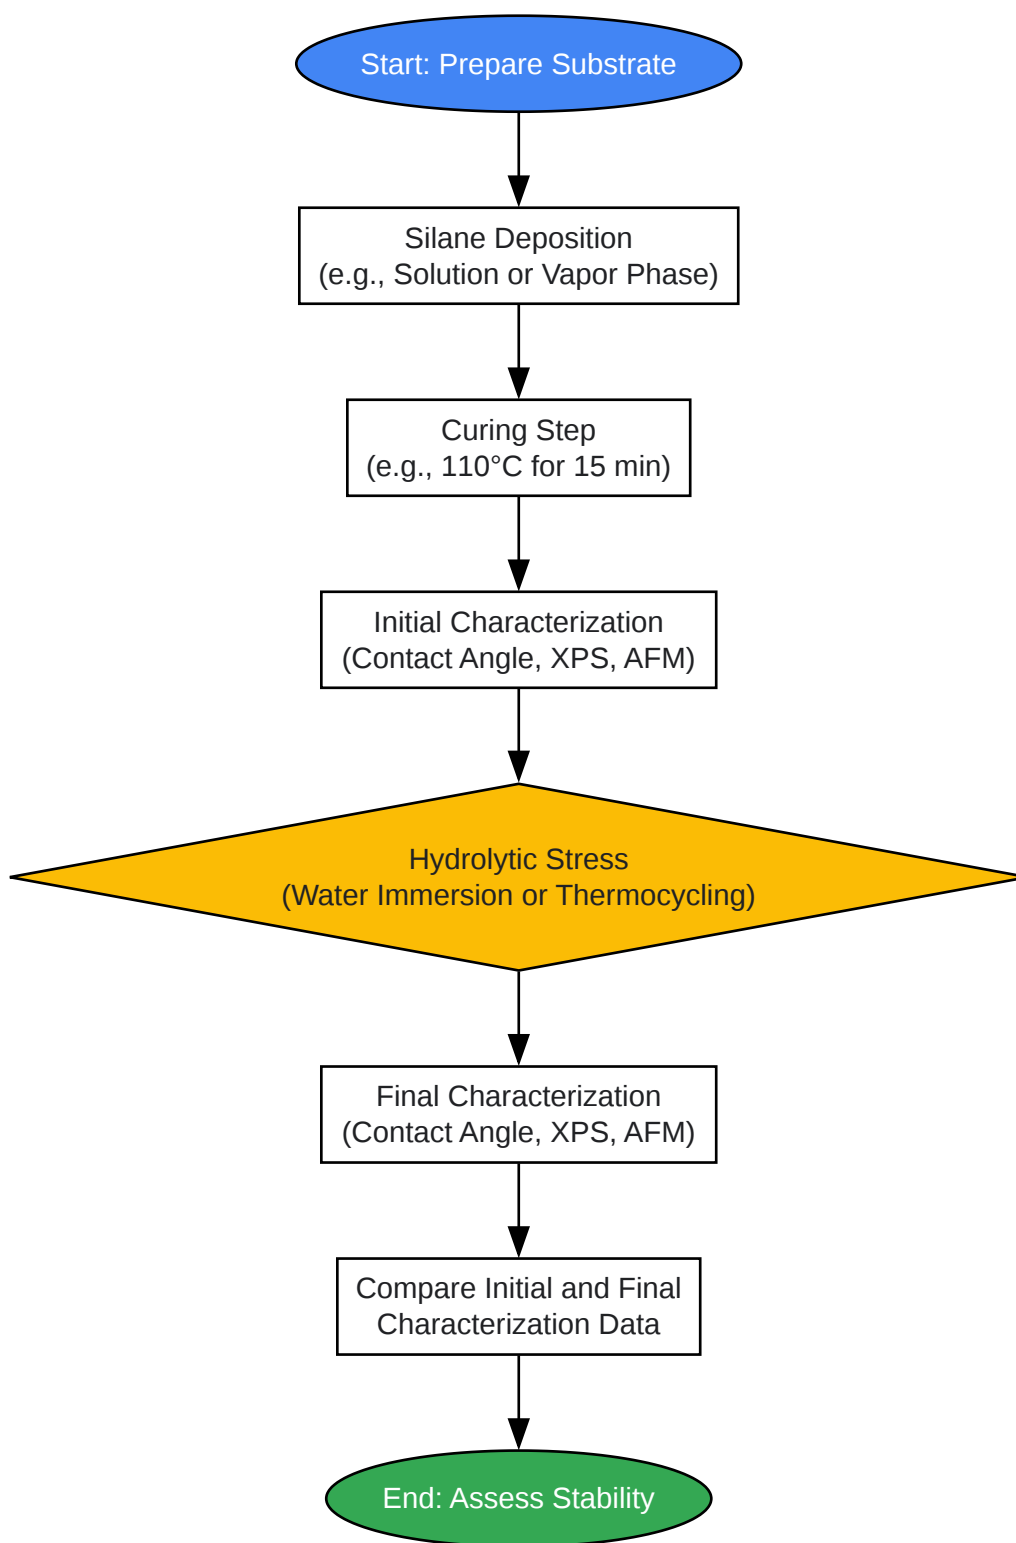 Start: Prepare Substrate
Silane Deposition
(e.g., Solution or Vapor Phase)
Curing Step
(e.g., 110°C for 15 min)
Initial Characterization
(Contact Angle, XPS, AFM)
Hydrolytic Stress
(Water Immersion or Thermocycling)
Final Characterization
(Contact Angle, XPS, AFM)
Compare Initial and Final
Characterization Data
End: Assess Stability